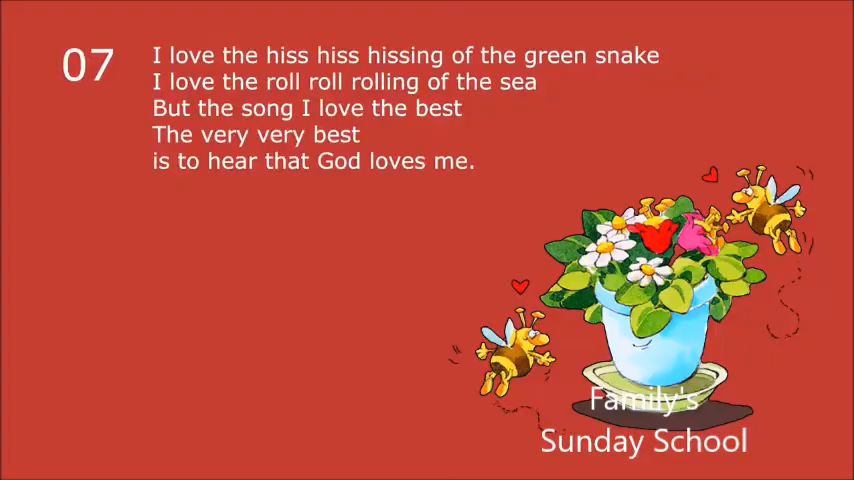 07
I love the hiss hiss hissing of the green snake
I love the roll roll rolling of the sea
But the song I love the best
The very very best
is to hear that God loves me.
Family's
Sunday School